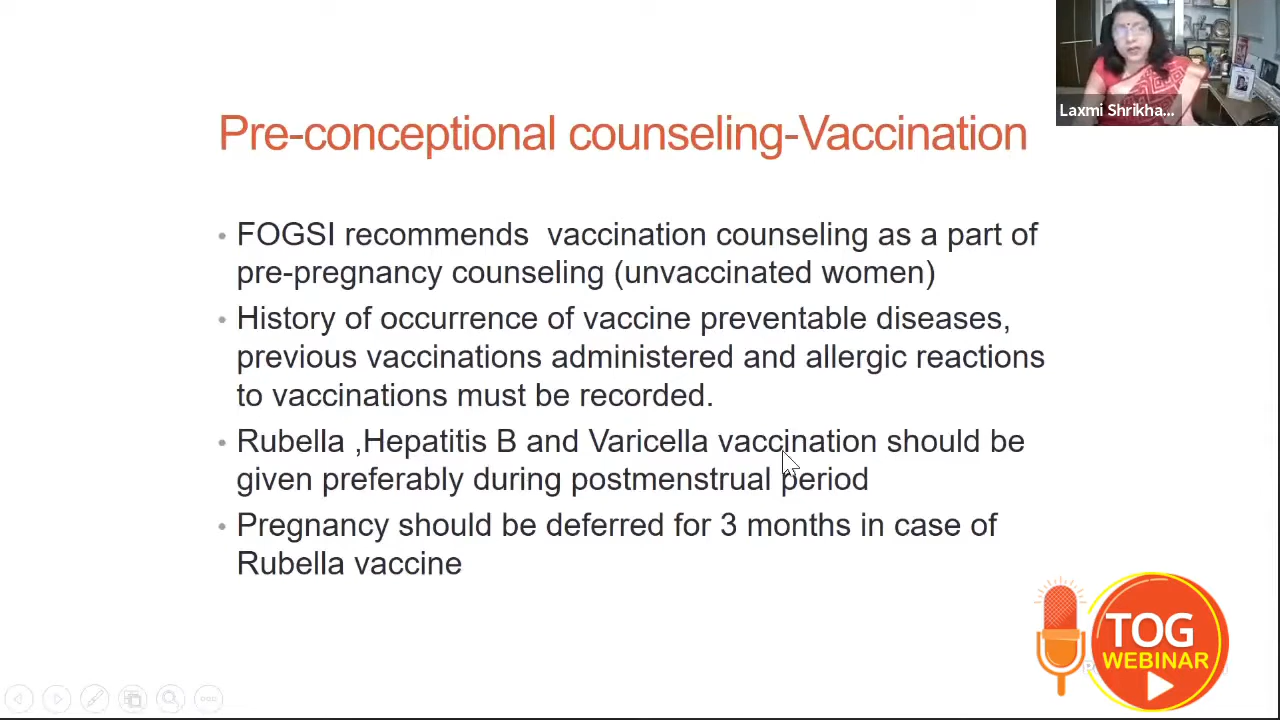 Laxmi Shrikha...
Pre-conceptional counseling-Vaccination
• FOGSI recommends vaccination counseling as a part of
pre-pregnancy counseling (unvaccinated women)
• History of occurrence of vaccine preventable diseases,
previous vaccinations administered and allergic reactions
to vaccinations must be recorded.
• Rubella ,Hepatitis B and Varicella vaccination should be
given preferably during postmenstrual period
• Pregnancy should be deferred for 3 months in case of
Rubella vaccine
TOG
WEBINAR